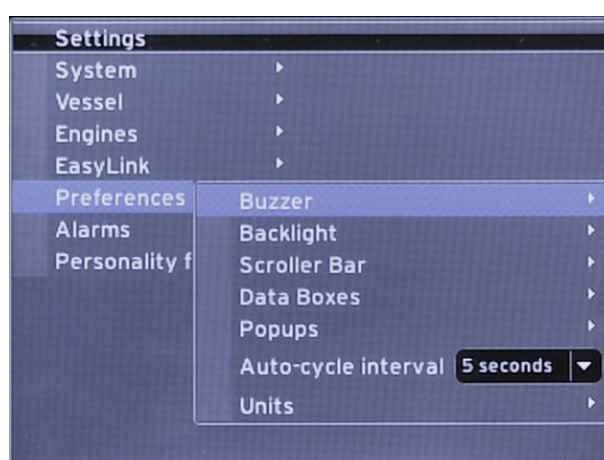 Settings
System
Vessel
Engines
EasyLink
Preferences
Alarms
Personality f
Buzzer
Backlight
Scroller Bar
Data Boxes
Popups
Auto-cycle interval 5 seconds
Units